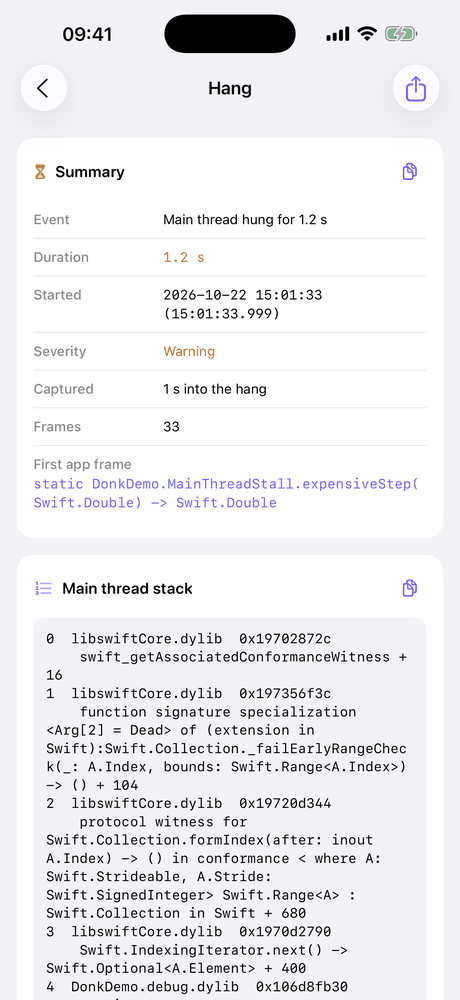 09:41
Hang
Summary
Event Main thread hung for 1.2 s
Duration 1.2 s
Started 2026-10-22 15:01:33
(15:01:33.999)
Severity Warning
Captured 1 s into the hang
Frames 33
First app frame
static DonkDemo.MainThreadStall.expensiveStep(
Swift.Double) -> Swift.Double
Main thread stack
0 libswiftCore.dylib 0x19702872c
swift_getAssociatedConformanceWitness +
16
1 libswiftCore.dylib 0x197356f3c
function signature specialization
<Arg[2] = Dead> of (extension in
Swift):Swift.Collection._failEarlyRangeChec
k(_: A.Index, bounds: Swift.Range<A.Index>)
-> () + 104
2 libswiftCore.dylib 0x19720d344
protocol witness for
Swift.Collection.formIndex(after: inout
A.Index) -> () in conformance < where A:
Swift.Strideable, A.Stride:
Swift.SignedInteger> Swift.Range<A> :
Swift.Collection in Swift + 680
3 libswiftCore.dylib 0x1970d2790
Swift.IndexingIterator.next() ->
Swift.Optional<A.Element> + 400
4 DonkDemo.debug.dylib 0x106d8fb30